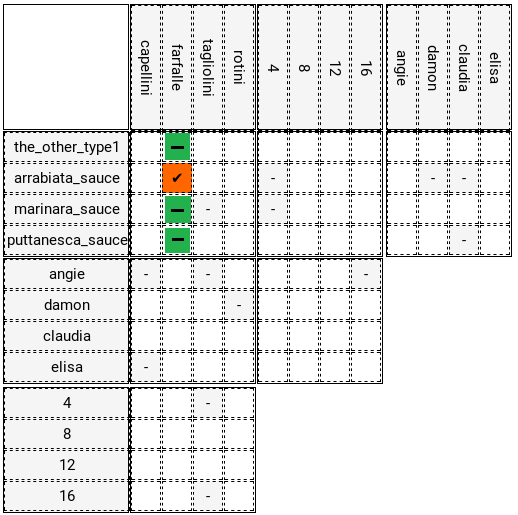 capellini farfalle tagliolini rotini 4 8 12 16 angie damon claudia elisa
the_other_type1 -
arrabiata_sauce ✔ - - -
marinara_sauce - - -
puttanesca_sauce - -
angie - - -
damon -
claudia
elisa -
4 -
8
12
16 -